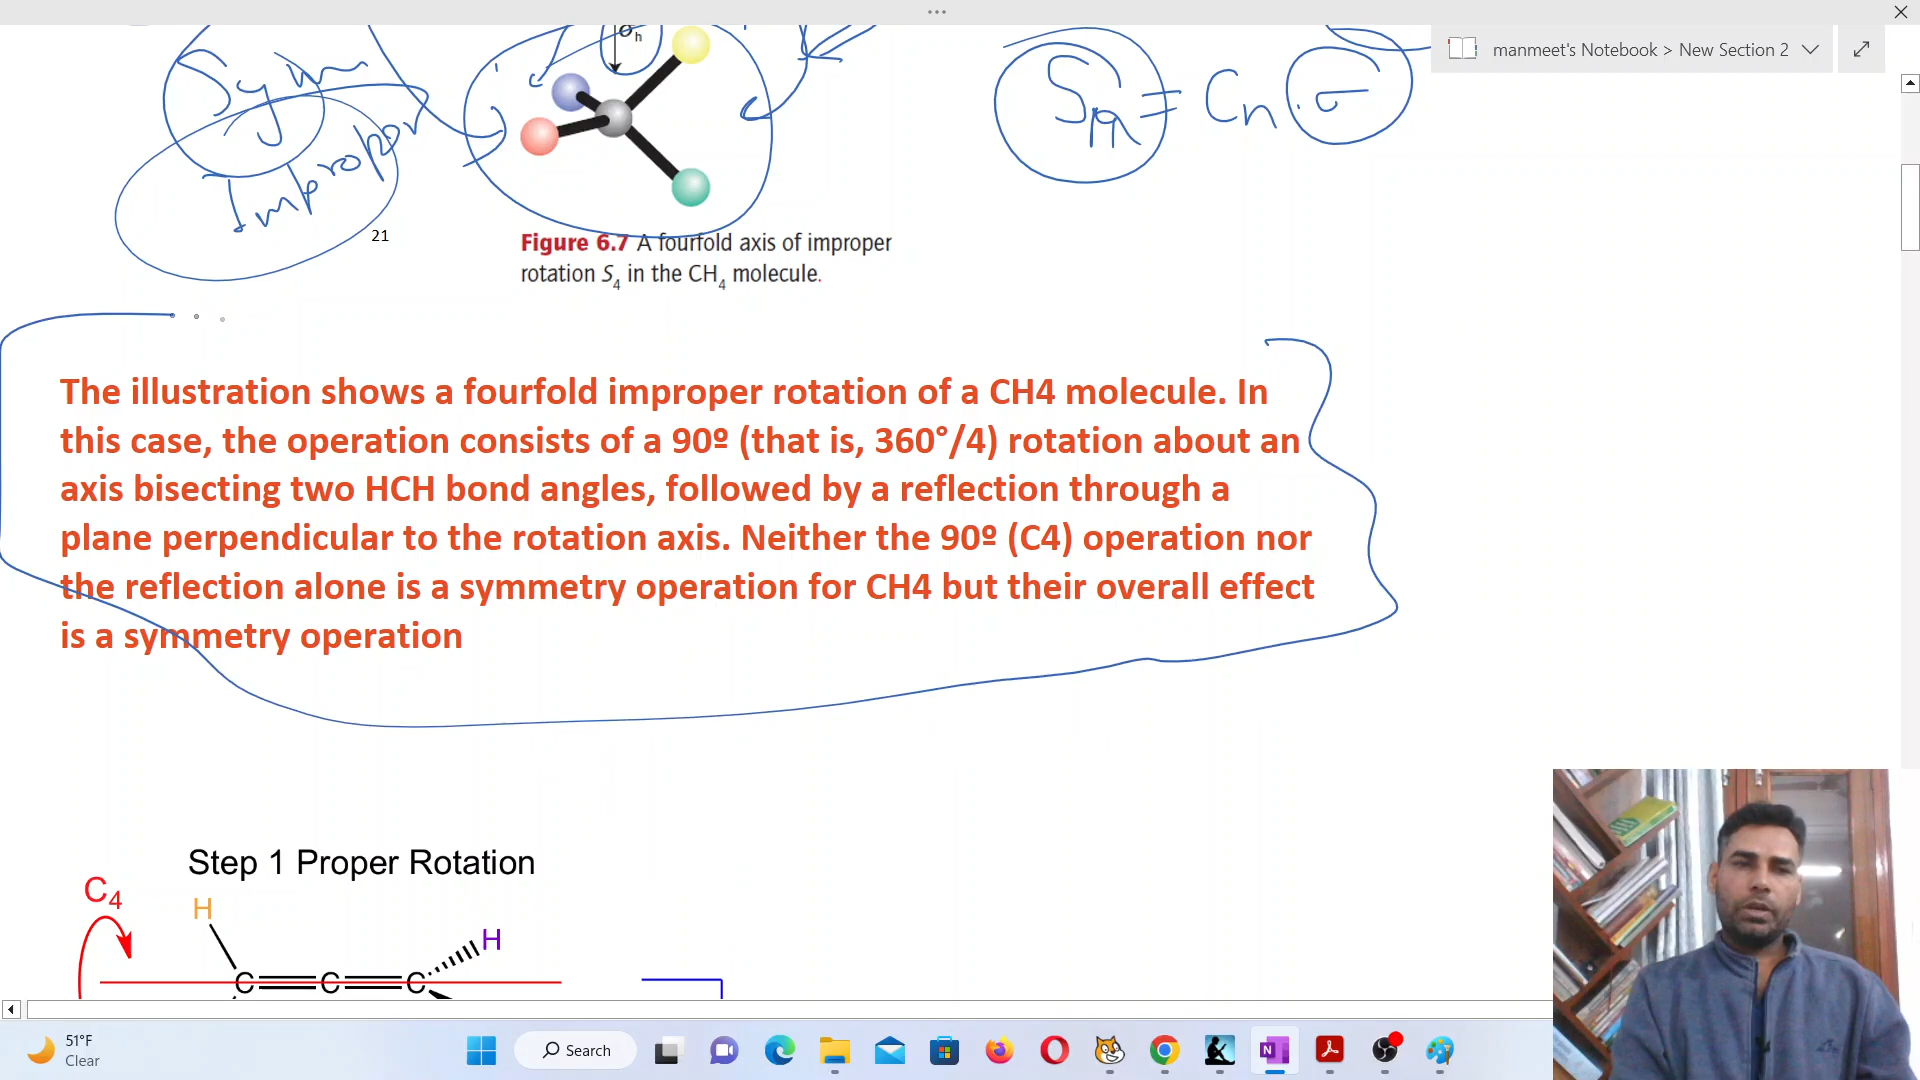 manmeet's Notebook > New Section 2
σh
Sym
Improper
Sn = Cn . σ
21
Figure 6.7 A fourfold axis of improper
rotation S4 in the CH4 molecule.
The illustration shows a fourfold improper rotation of a CH4 molecule. In
this case, the operation consists of a 90º (that is, 360°/4) rotation about an
axis bisecting two HCH bond angles, followed by a reflection through a
plane perpendicular to the rotation axis. Neither the 90º (C4) operation nor
the reflection alone is a symmetry operation for CH4 but their overall effect
is a symmetry operation
Step 1 Proper Rotation
C4
H
H
C C C
51°F
Clear
Search